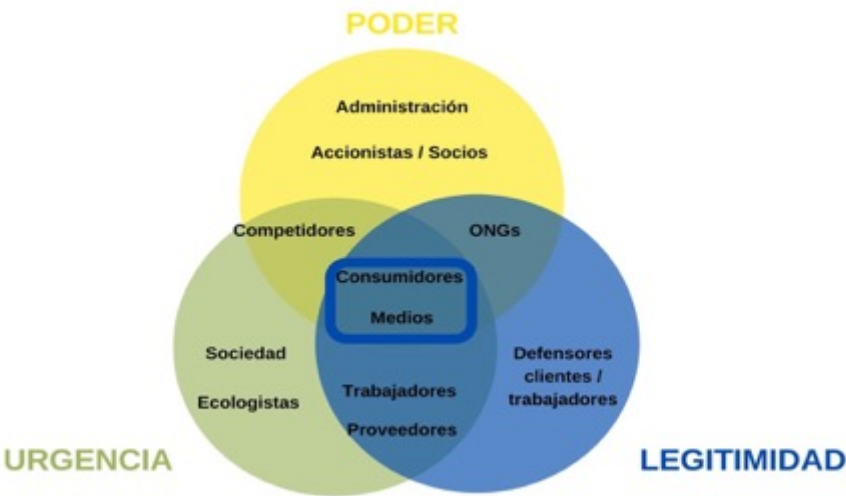 PODER
Administración
Accionistas / Socios
Competidores
ONGs
Consumidores
Medios
Sociedad
Ecologistas
Trabajadores
Proveedores
Defensores
clientes /
trabajadores
URGENCIA
LEGITIMIDAD